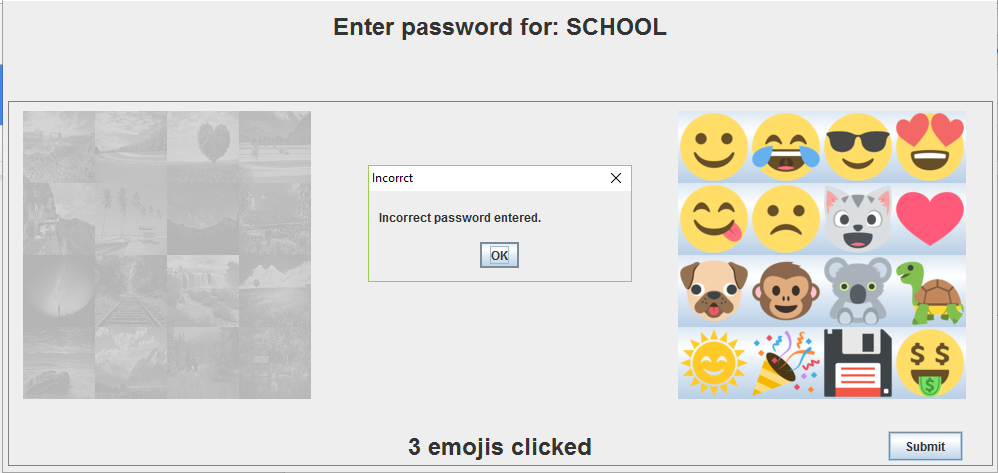 Enter password for: SCHOOL
Incorrct
Incorrect password entered.
OK
3 emojis clicked
Submit